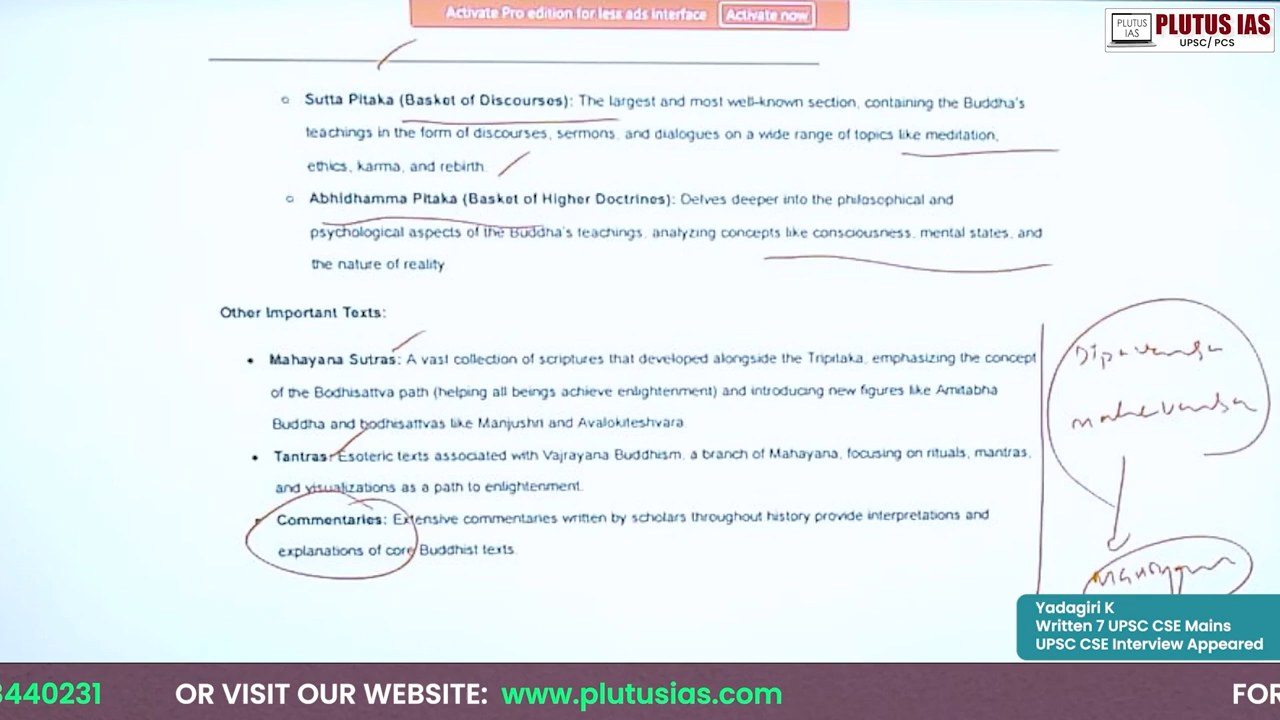 Activate Pro edition for less ads interface Activate now
PLUTUS IAS
PLUTUS IAS
UPSC/ PCS
Sutta Pitaka (Basket of Discourses): The largest and most well-known section, containing the Buddha's
teachings in the form of discourses, sermons, and dialogues on a wide range of topics like meditation,
ethics, karma, and rebirth.
Abhidhamma Pitaka (Basket of Higher Doctrines): Delves deeper into the philosophical and
psychological aspects of the Buddha's teachings, analyzing concepts like consciousness, mental states, and
the nature of reality
Other Important Texts:
Mahayana Sutras: A vast collection of scriptures that developed alongside the Tripitaka, emphasizing the concept
of the Bodhisattva path (helping all beings achieve enlightenment) and introducing new figures like Amitabha
Buddha and bodhisattvas like Manjushri and Avalokiteshvara
Tantras: Esoteric texts associated with Vajrayana Buddhism, a branch of Mahayana, focusing on rituals, mantras,
and visualizations as a path to enlightenment.
Commentaries: Extensive commentaries written by scholars throughout history provide interpretations and
explanations of core Buddhist texts.
Dipavamsa
mahavamsa
Yadagiri K
Written 7 UPSC CSE Mains
UPSC CSE Interview Appeared
3440231 OR VISIT OUR WEBSITE: www.plutusias.com FOR